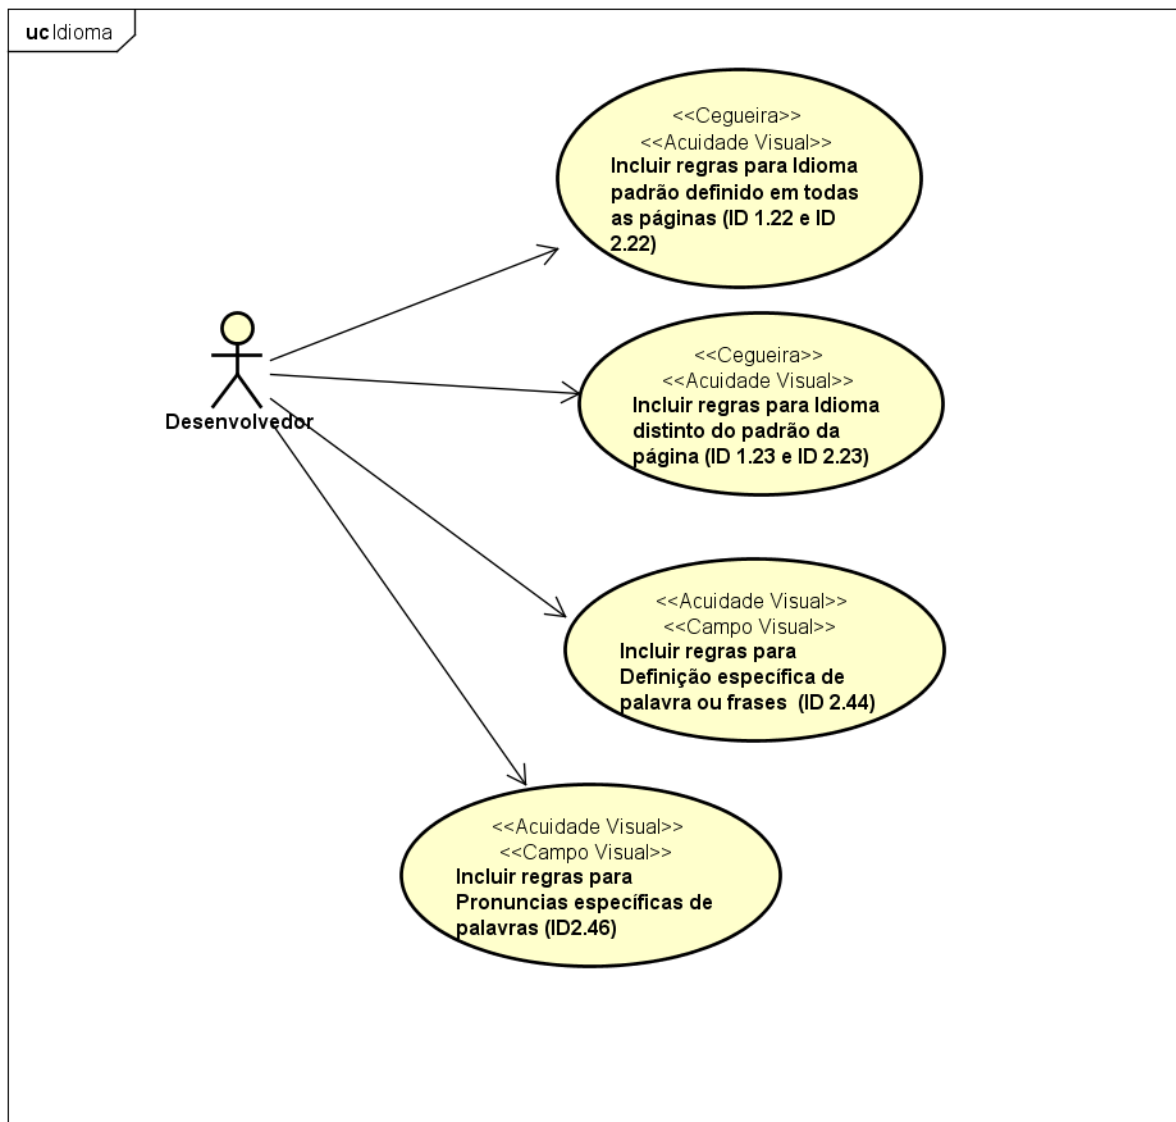 uc Idioma
<<Cegueira>>
<<Acuidade Visual>>
Incluir regras para Idioma
padrão definido em todas
as páginas (ID 1.22 e ID
2.22)
<<Cegueira>>
<<Acuidade Visual>>
Incluir regras para Idioma
distinto do padrão da
página (ID 1.23 e ID 2.23)
Desenvolvedor
<<Acuidade Visual>>
<<Campo Visual>>
Incluir regras para
Definição específica de
palavra ou frases  (ID 2.44)
<<Acuidade Visual>>
<<Campo Visual>>
Incluir regras para
Pronuncias específicas de
palavras (ID2.46)